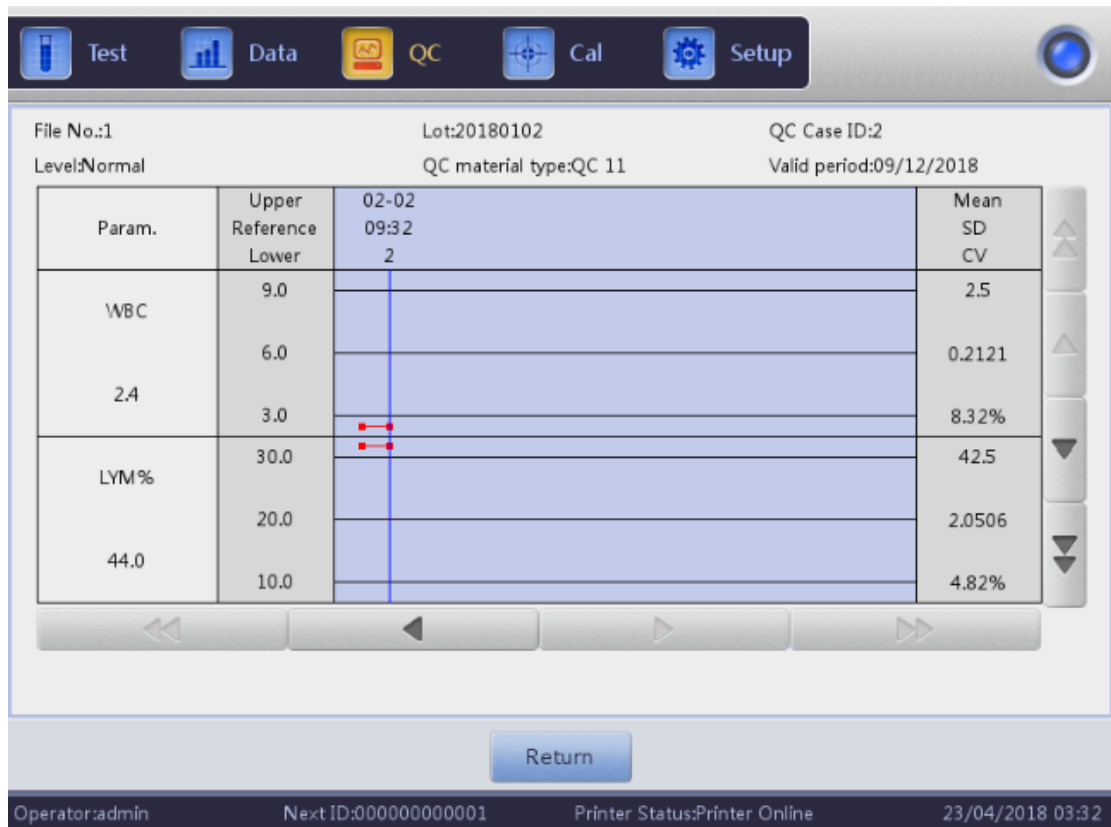 Test Data QC Cal Setup
File No.:1 Lot:20180102 QC Case ID:2
Level:Normal QC material type:QC 11 Valid period:09/12/2018
Param. Upper Reference Lower 02-02 09:32 2 Mean SD CV
WBC 2.4 9.0 6.0 3.0 2.5 0.2121 8.32%
LYM% 44.0 30.0 20.0 10.0 42.5 2.0506 4.82%
Return
Operator:admin Next ID:000000000001 Printer Status:Printer Online 23/04/2018 03:32